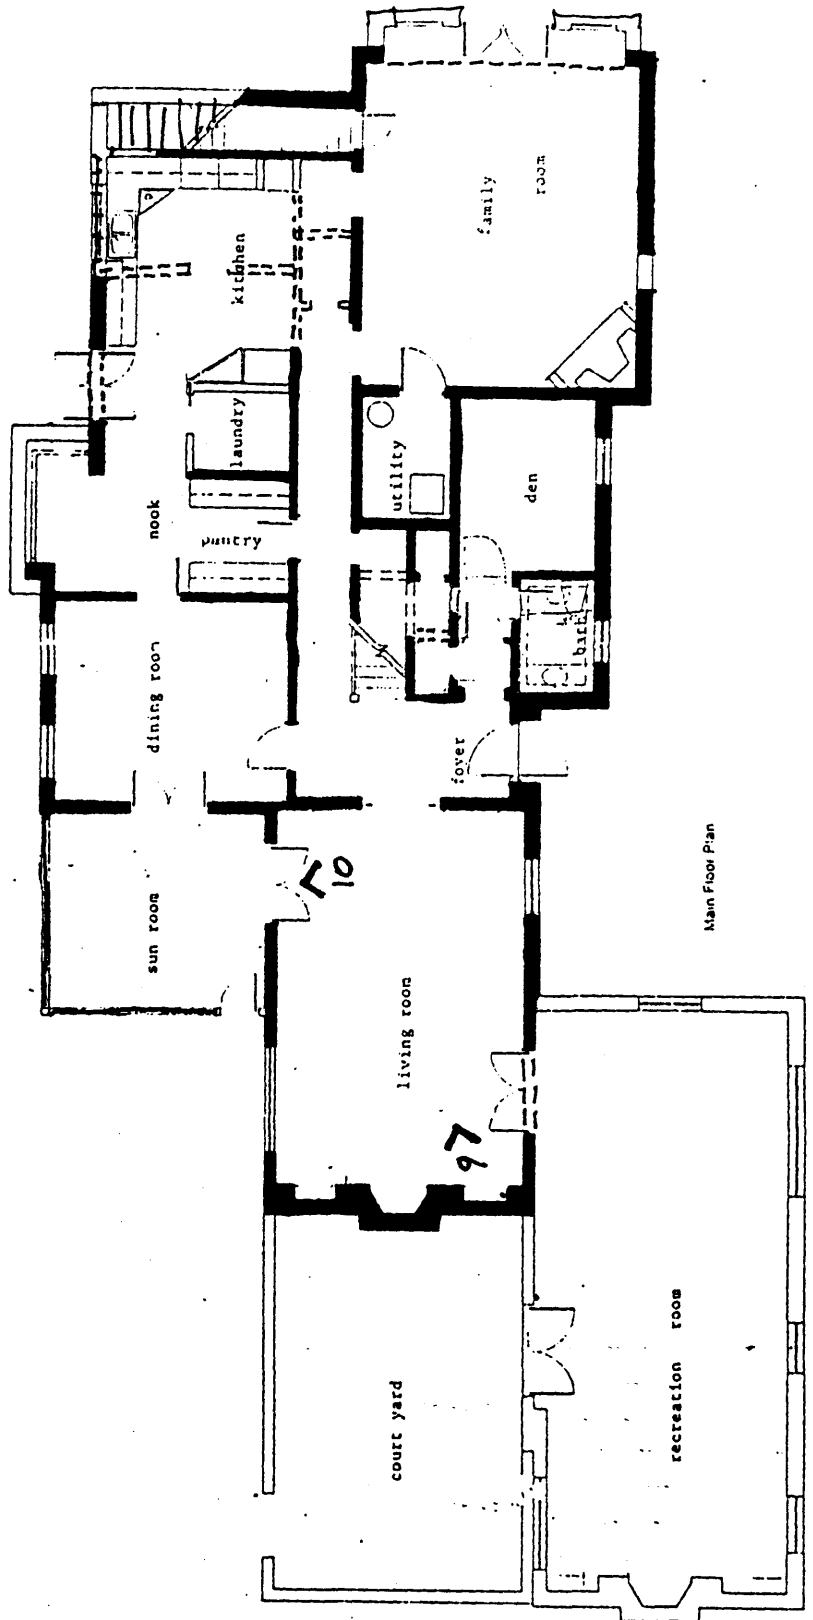 family room
kitchen
laundry
utility
den
nook
pantry
bath
dining room
foyer
sun room
10
living room
97
Main Floor Plan
court yard
recreation room